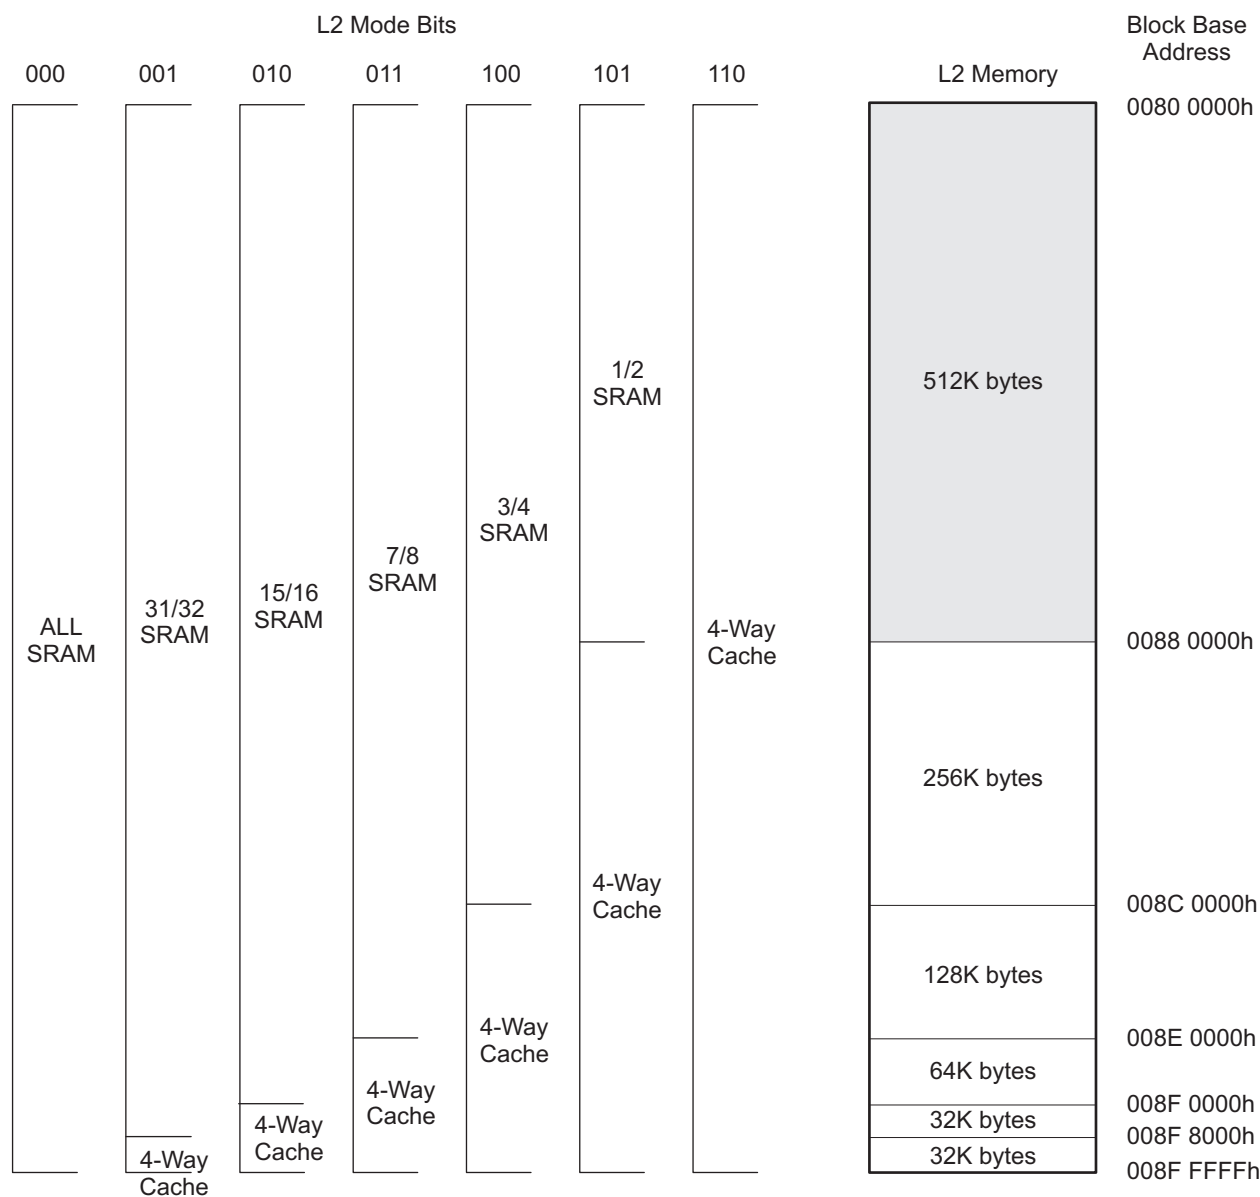 L2 Mode Bits
Block Base
Address
000 001 010 011 100 101 110
L2 Memory
0080 0000h
1/2
SRAM
512K bytes
3/4
SRAM
7/8
SRAM
15/16
SRAM
31/32
SRAM
ALL
SRAM
4-Way
Cache
0088 0000h
256K bytes
4-Way
Cache
008C 0000h
128K bytes
4-Way
Cache
008E 0000h
64K bytes
4-Way
Cache
008F 0000h
4-Way
Cache
32K bytes
008F 8000h
4-Way
Cache
32K bytes
008F FFFFh